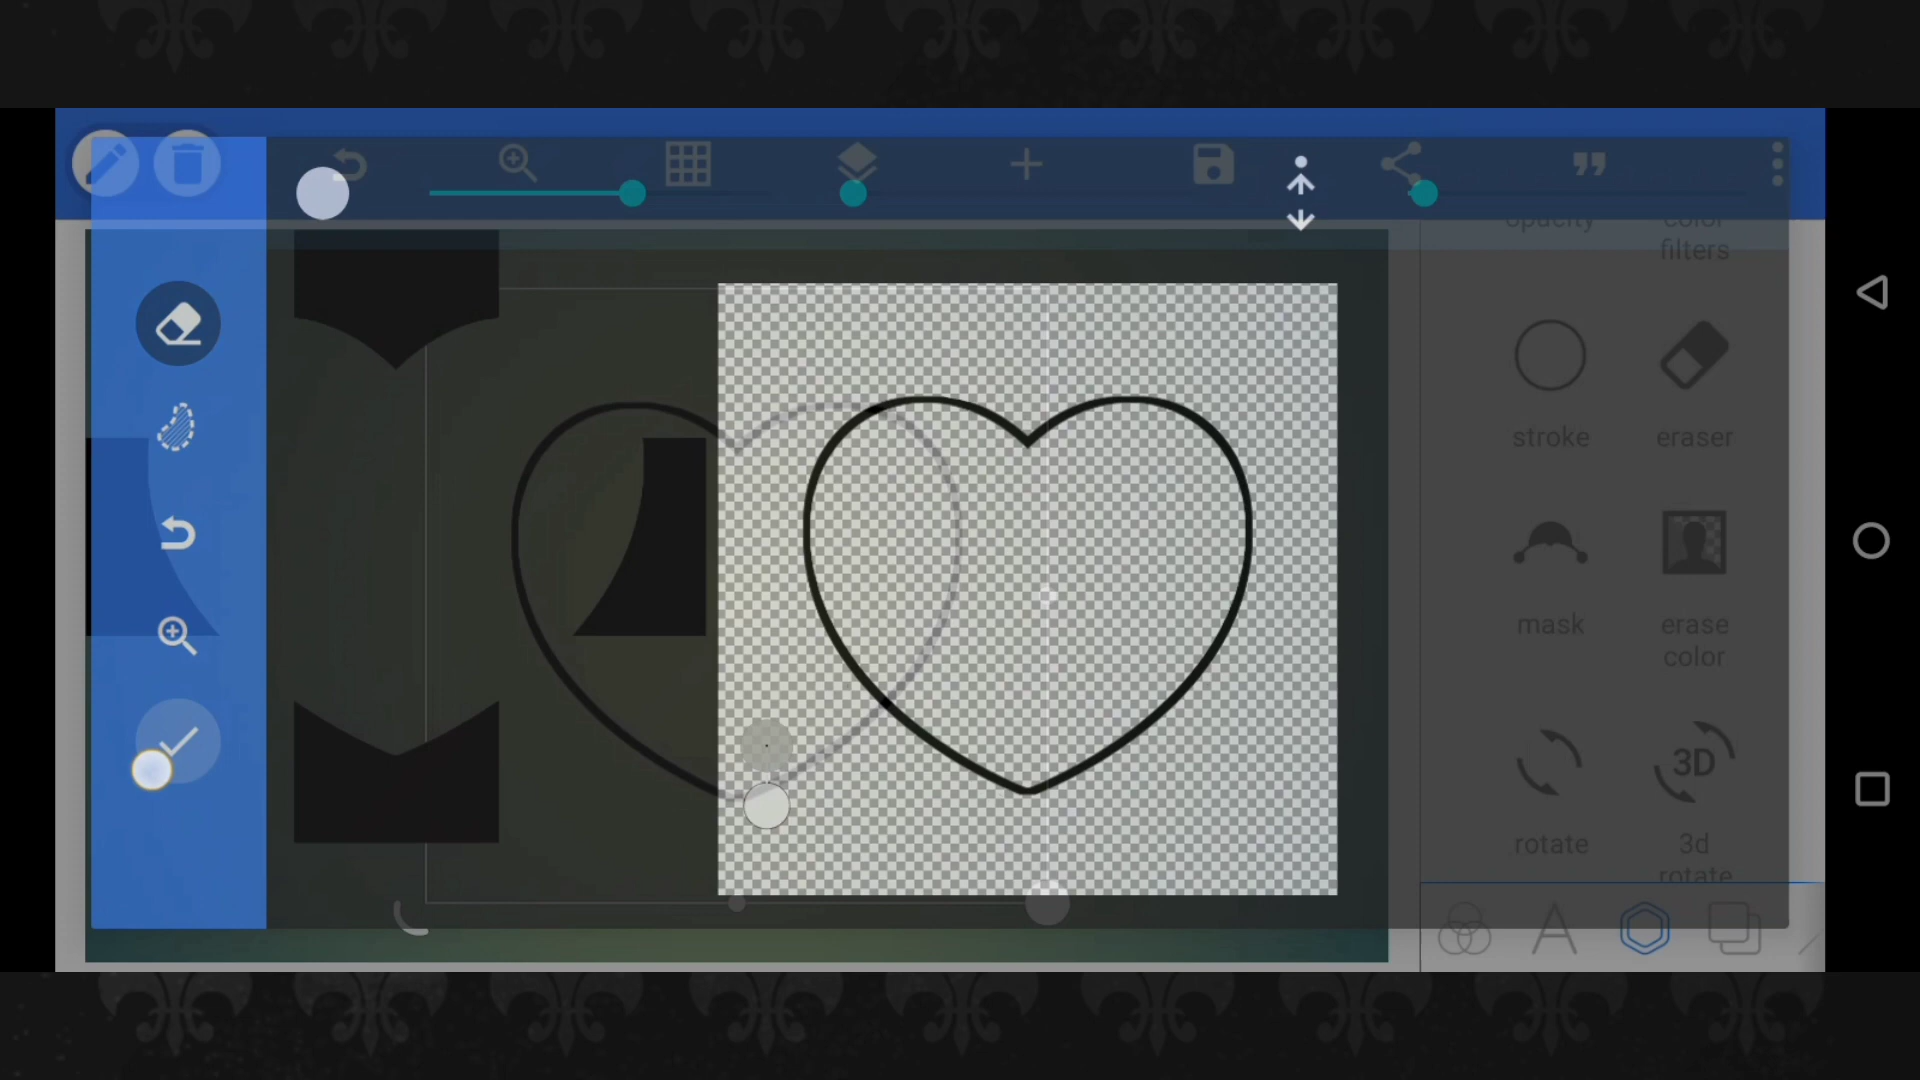 opacity
color
filters
stroke
eraser
mask
erase
color
3D
rotate
3d
rotate